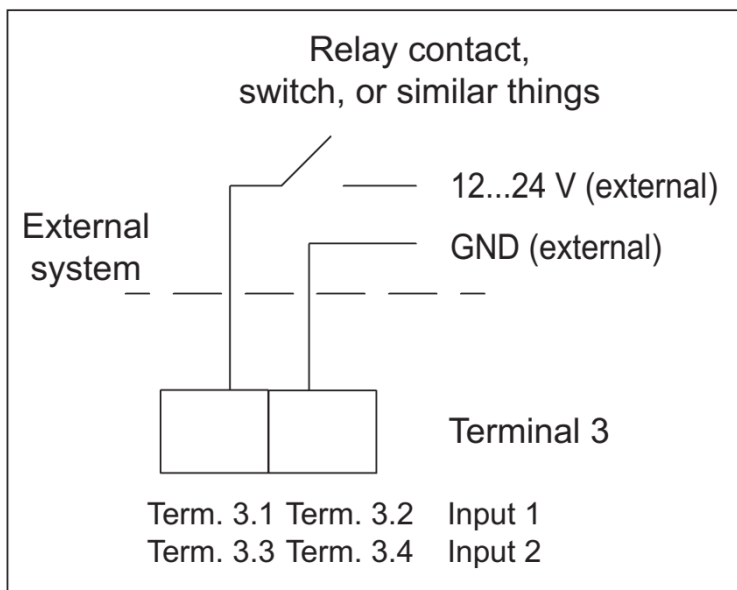 Relay contact,
switch, or similar things
12...24 V (external)
External
system
GND (external)
Terminal 3
Term. 3.1 Term. 3.2 Input 1
Term. 3.3 Term. 3.4 Input 2